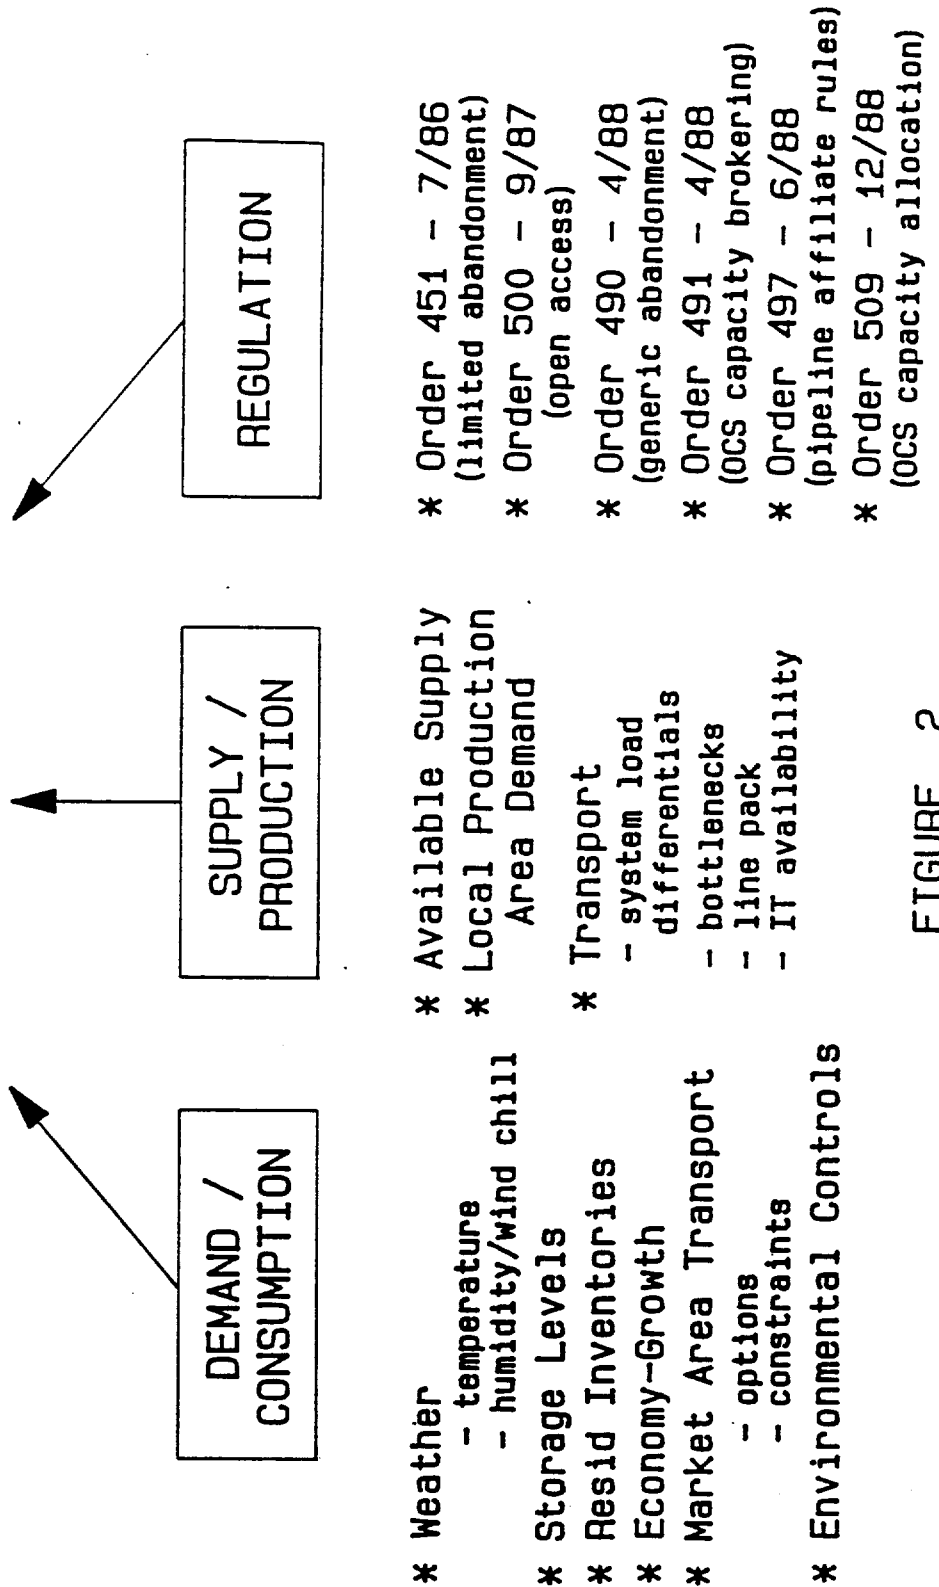 DEMAND /
CONSUMPTION
* Weather
- temperature
- humidity/wind chill
* Storage Levels
* Resid Inventories
* Economy-Growth
* Market Area Transport
- options
- constraints
* Environmental Controls
SUPPLY /
PRODUCTION
* Available Supply
* Local Production
Area Demand
* Transport
- system load
differentials
- bottlenecks
- line pack
- IT availability
REGULATION
* Order 451 - 7/86
(limited abandonment)
* Order 500 - 9/87
(open access)
* Order 490 - 4/88
(generic abandonment)
* Order 491 - 4/88
(OCS capacity brokering)
* Order 497 - 6/88
(pipeline affiliate rules)
* Order 509 - 12/88
(OCS capacity allocation)
FIGURE 2